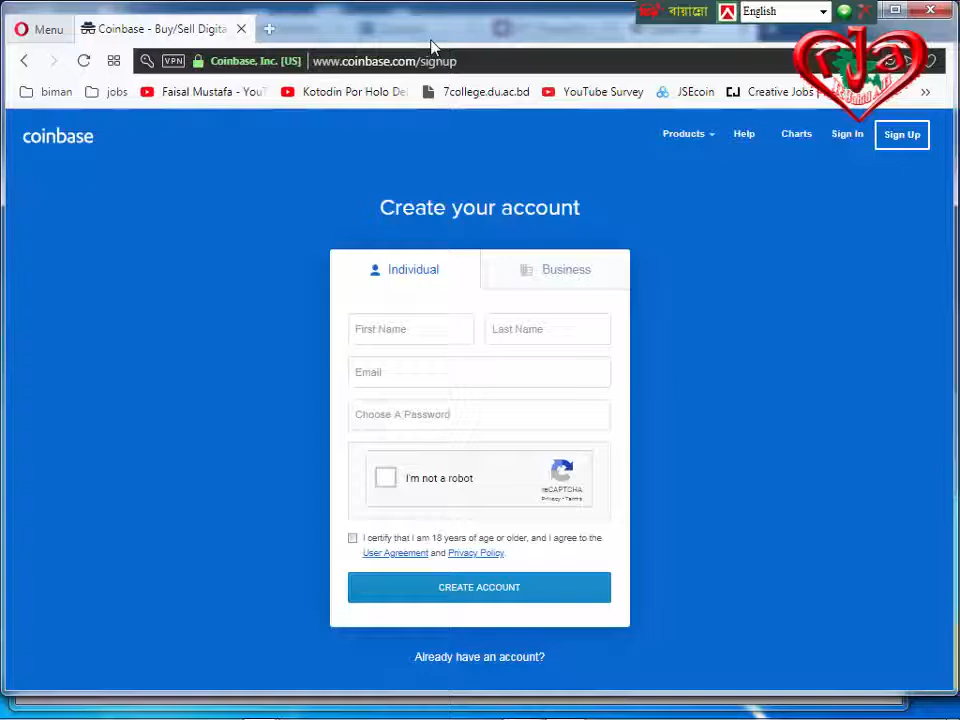 বায়ান্নো
English
Menu
Coinbase - Buy/Sell Digita
VPN
Coinbase, Inc. [US]
www.coinbase.com/signup
biman
jobs
Faisal Mustafa - YouT
Kotodin Por Holo De
7college.du.ac.bd
YouTube Survey
JSEcoin
Creative Jobs
rja
coinbase
Products
Help
Charts
Sign In
Sign Up
Create your account
Individual
Business
First Name
Last Name
Email
Choose A Password
I'm not a robot
reCAPTCHA
Privacy - Terms
I certify that I am 18 years of age or older, and I agree to the
User Agreement and Privacy Policy.
CREATE ACCOUNT
Already have an account?